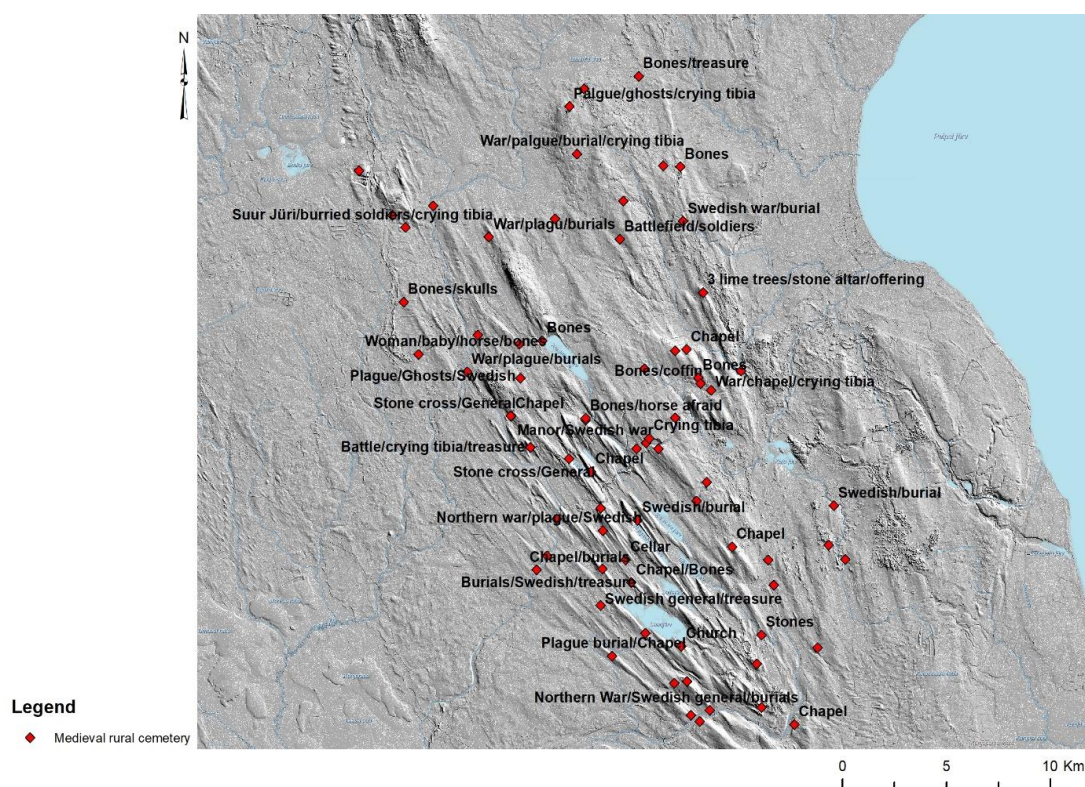 N
Bones/treasure
Palgue/ghosts/crying tibia
Peipsi järv
War/palgue/burial/crying tibia
Bones
Suur Jüri/burried soldiers/crying tibia
Swedish war/burial
War/plagu/burials
Battlefield/soldiers
3 lime trees/stone altar/offering
Bones/skulls
Bones
Woman/baby/horse/bones
Chapel
War/plague/burials
Bones/coffin
Bones
Plague/Ghosts/Swedish
War/chapel/crying tibia
Stone cross/General
Chapel
Bones/horse afraid
Manor/Swedish war
Crying tibia
Battle/crying tibia/treasure
Chapel
Stone cross/General
Swedish/burial
Swedish/burial
Northern war/plague/Swedish
Chapel
Cellar
Chapel/burials
Chapel/Bones
Burials/Swedish/treasure
Swedish general/treasure
Stones
Church
Plague burial/Chapel
Northern War/Swedish general/burials
Chapel
Legend
Medieval rural cemetery
0 5 10 Km